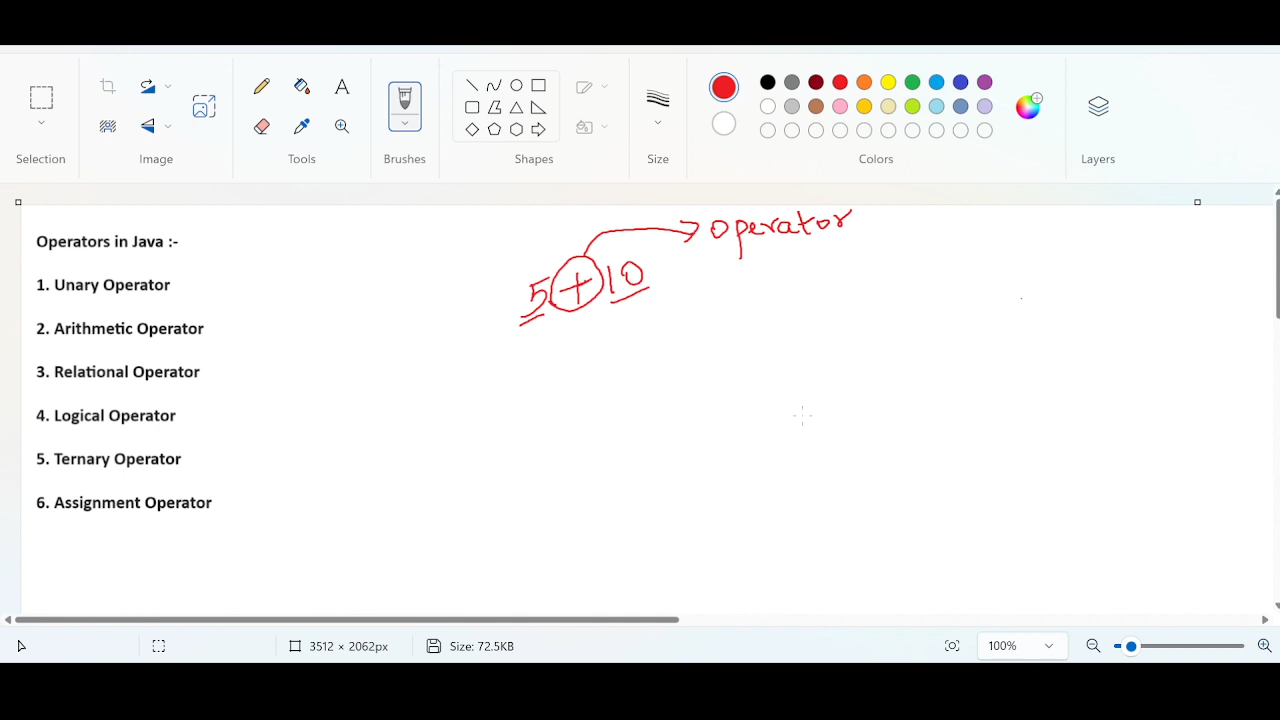 Selection
Image
Tools
Brushes
Shapes
Size
Colors
Layers
Operators in Java :-
operator
5 + 10
1. Unary Operator
2. Arithmetic Operator
3. Relational Operator
4. Logical Operator
5. Ternary Operator
6. Assignment Operator
3512 × 2062px
Size: 72.5KB
100%